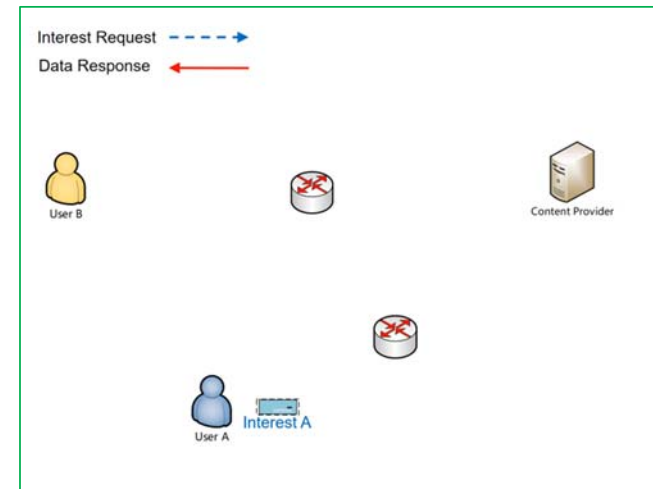 Interest Request
Data Response
User B
Content Provider
Interest A
User A